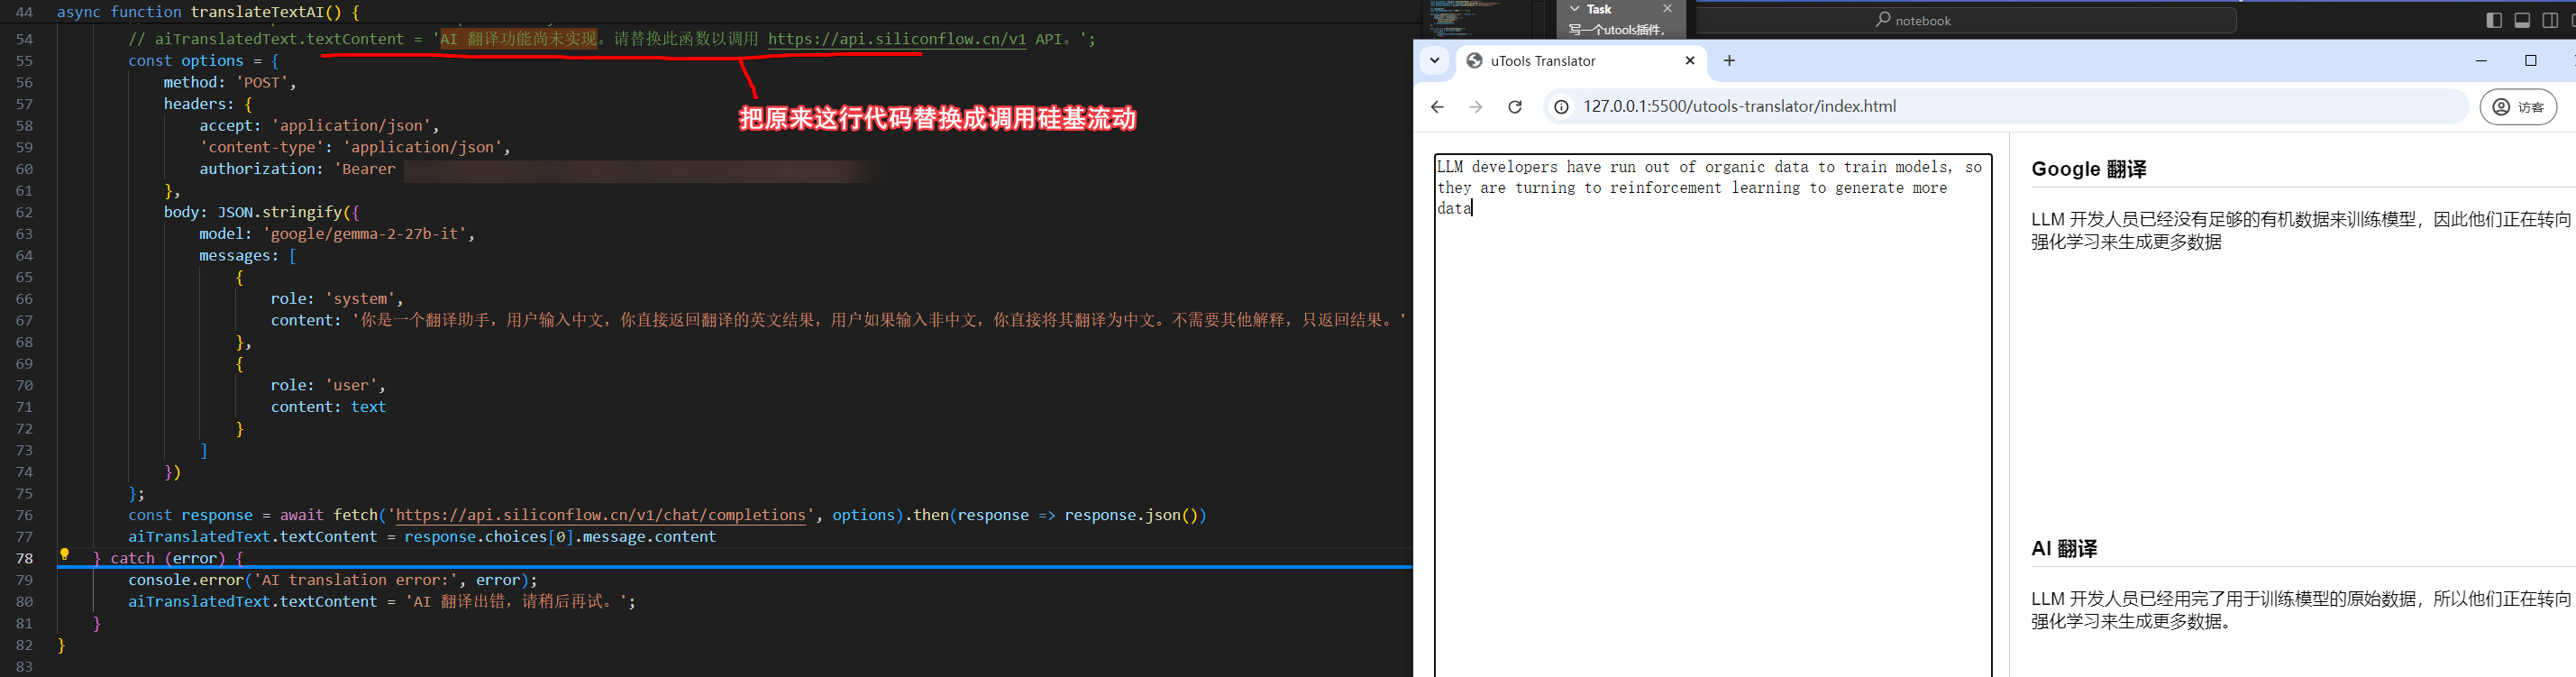 44 async function translateTextAI() {
54 // aiTranslatedText.textContent = 'AI 翻译功能尚未实现。请替换此函数以调用 https://api.siliconflow.cn/v1 API。';
55 const options = {
56 method: 'POST',
57 headers: {
58 accept: 'application/json',
59 'content-type': 'application/json',
60 authorization: 'Bearer
61 },
62 body: JSON.stringify({
63 model: 'google/gemma-2-27b-it',
64 messages: [
65 {
66 role: 'system',
67 content: '你是一个翻译助手，用户输入中文，你直接返回翻译的英文结果，用户如果输入非中文，你直接将其翻译为中文。不需要其他解释，只返回结果。'
68 },
69 {
70 role: 'user',
71 content: text
72 }
73 ]
74 })
75 };
76 const response = await fetch('https://api.siliconflow.cn/v1/chat/completions', options).then(response => response.json())
77 aiTranslatedText.textContent = response.choices[0].message.content
78 } catch (error) {
79 console.error('AI translation error:', error);
80 aiTranslatedText.textContent = 'AI 翻译出错，请稍后再试。';
81 }
82 }
83
把原来这行代码替换成调用硅基流动
Task
写一个utools插件，
notebook
uTools Translator
127.0.0.1:5500/utools-translator/index.html
访客
LLM developers have run out of organic data to train models, so
they are turning to reinforcement learning to generate more
data
Google 翻译
LLM 开发人员已经没有足够的有机数据来训练模型，因此他们正在转向
强化学习来生成更多数据
AI 翻译
LLM 开发人员已经用完了用于训练模型的原始数据，所以他们正在转向
强化学习来生成更多数据。